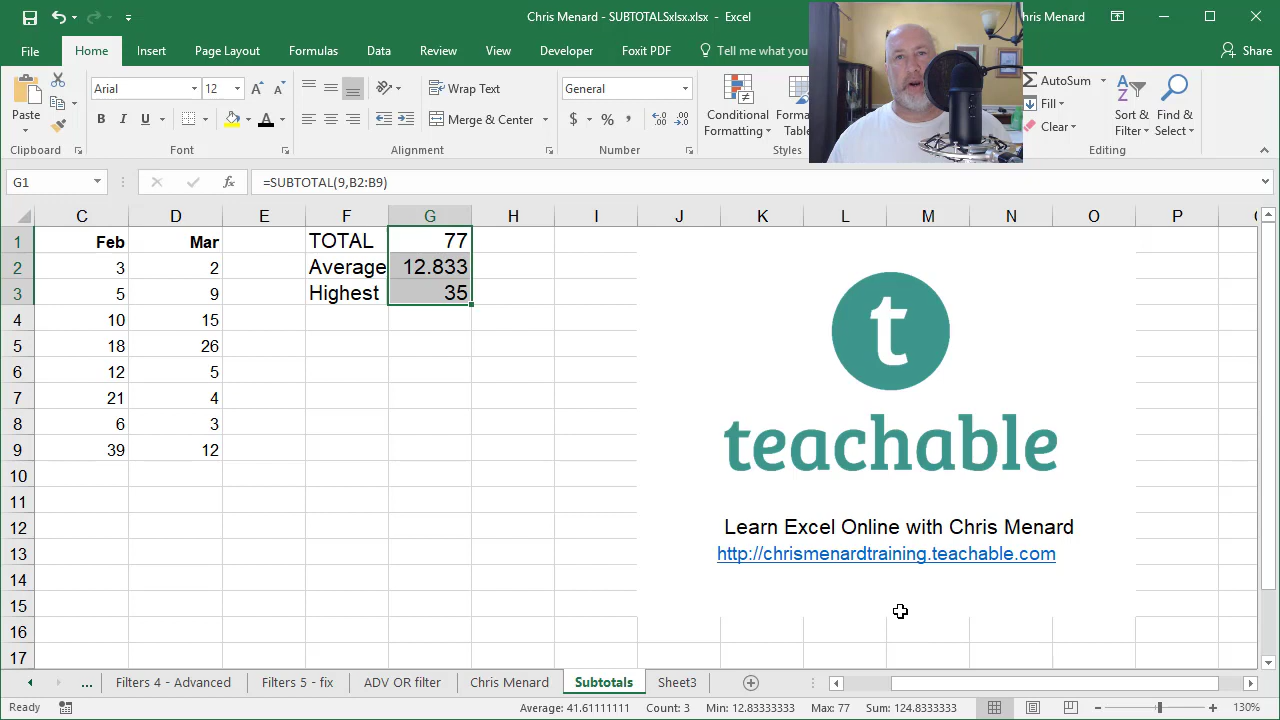 Chris Menard - SUBTOTALSxlsx.xlsx - Excel
hris Menard
File Home Insert Page Layout Formulas Data Review View Developer Foxit PDF Tell me what you Share
Paste
Arial 12
B I U A
Wrap Text
Merge & Center
General
$ % ,
Conditional
Formatting
Forma
Table
AutoSum
Fill
Clear
Sort &
Filter
Find &
Select
Clipboard Font Alignment Number Styles Editing
G1 fx =SUBTOTAL(9,B2:B9)
C D E F G H I J K L M N O P
1 Feb Mar TOTAL 77
2 3 2 Average 12.833
3 5 9 Highest 35
4 10 15
5 18 26
6 12 5
7 21 4
8 6 3
9 39 12
10
11
12
13
14
15
16
17
t
teachable
Learn Excel Online with Chris Menard
http://chrismenardtraining.teachable.com
... Filters 4 - Advanced Filters 5 - fix ADV OR filter Chris Menard Subtotals Sheet3
Ready Average: 41.61111111 Count: 3 Min: 12.83333333 Max: 77 Sum: 124.8333333 130%